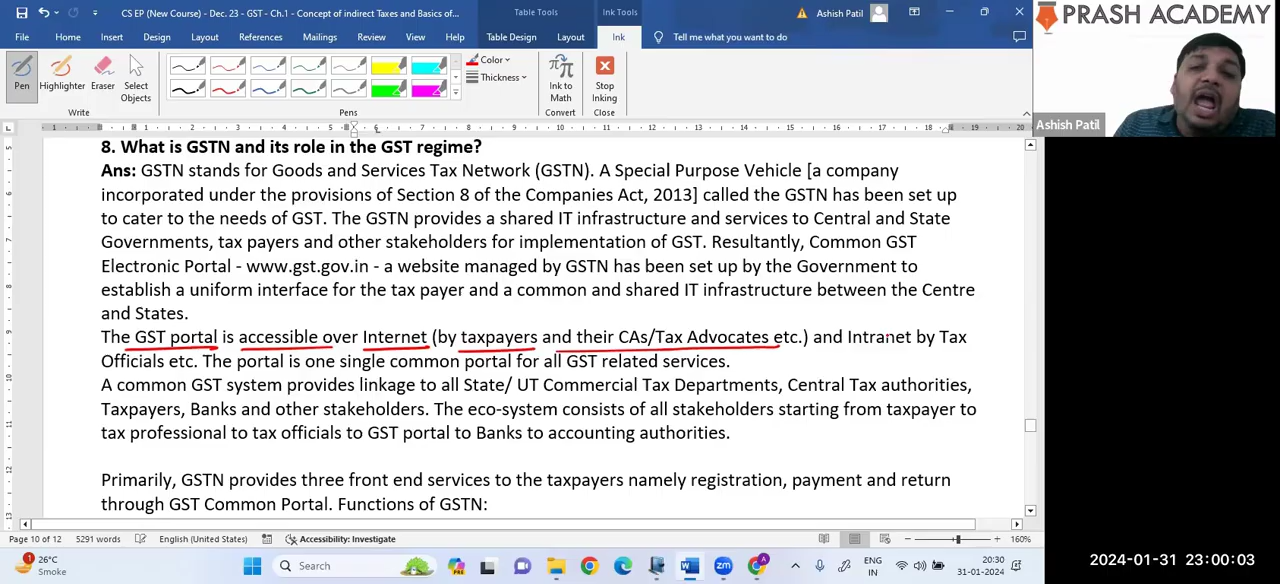 CS EP (New Course) - Dec. 23 - GST - Ch.1 - Concept of indirect Taxes and Basics of...
Table Tools
Ink Tools
Ashish Patil
PRASH ACADEMY
File Home Insert Design Layout References Mailings Review View Help Table Design Layout Ink Tell me what you want to do
Pen
Highlighter
Eraser
Select
Objects
Color
Thickness
Ink to
Math
Stop
Inking
Write
Pens
Convert
Close
Ashish Patil
8. What is GSTN and its role in the GST regime?
Ans: GSTN stands for Goods and Services Tax Network (GSTN). A Special Purpose Vehicle [a company
incorporated under the provisions of Section 8 of the Companies Act, 2013] called the GSTN has been set up
to cater to the needs of GST. The GSTN provides a shared IT infrastructure and services to Central and State
Governments, tax payers and other stakeholders for implementation of GST. Resultantly, Common GST
Electronic Portal - www.gst.gov.in - a website managed by GSTN has been set up by the Government to
establish a uniform interface for the tax payer and a common and shared IT infrastructure between the Centre
and States.
The GST portal is accessible over Internet (by taxpayers and their CAs/Tax Advocates etc.) and Intranet by Tax
Officials etc. The portal is one single common portal for all GST related services.
A common GST system provides linkage to all State/ UT Commercial Tax Departments, Central Tax authorities,
Taxpayers, Banks and other stakeholders. The eco-system consists of all stakeholders starting from taxpayer to
tax professional to tax officials to GST portal to Banks to accounting authorities.
Primarily, GSTN provides three front end services to the taxpayers namely registration, payment and return
through GST Common Portal. Functions of GSTN:
Page 10 of 12 5291 words English (United States) Accessibility: Investigate 160%
26°C
Smoke
Search
ENG
IN
20:30
31-01-2024
2024-01-31 23:00:03